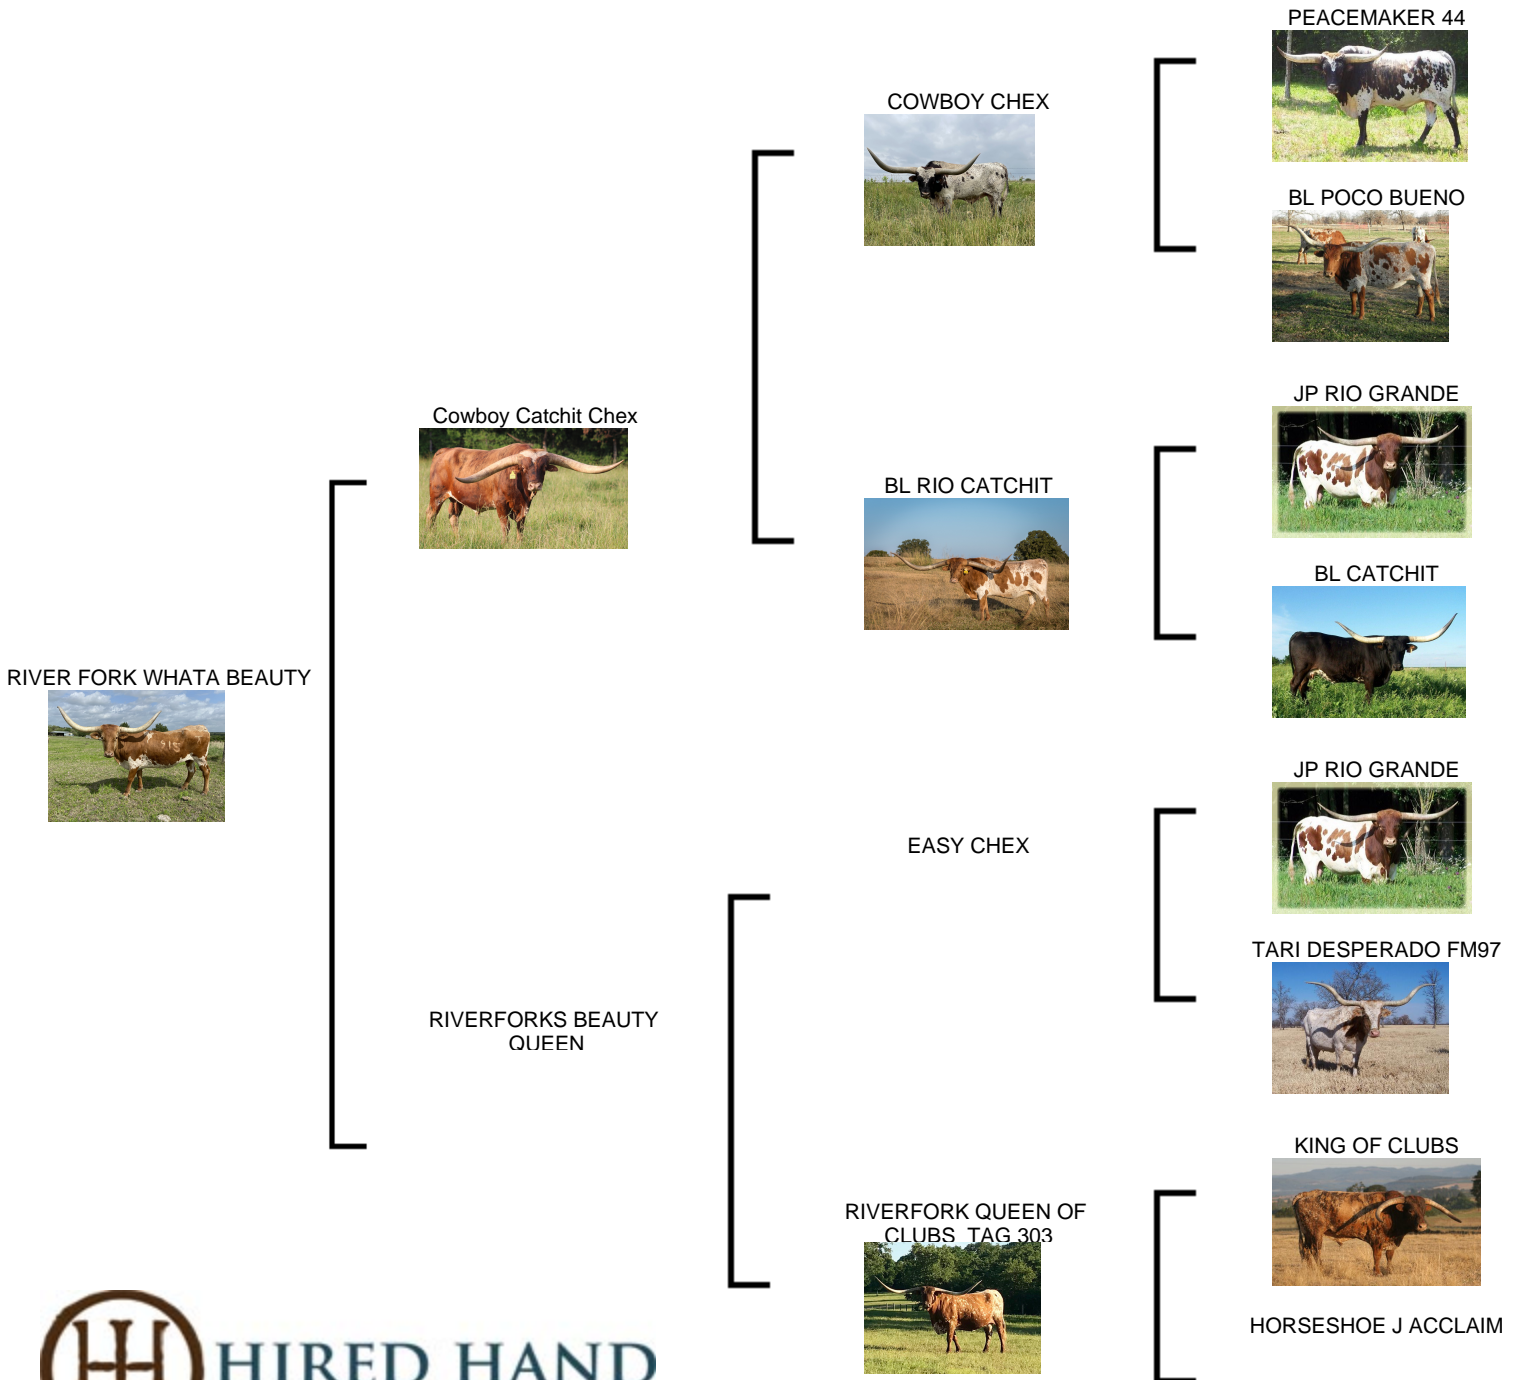 PEACEMAKER 44
COWBOY CHEX
BL POCO BUENO
JP RIO GRANDE
Cowboy Catchit Chex
BL RIO CATCHIT
BL CATCHIT
RIVER FORK WHATA BEAUTY
JP RIO GRANDE
EASY CHEX
TARI DESPERADO FM97
RIVERFORKS BEAUTY
QUEEN
KING OF CLUBS
RIVERFORK QUEEN OF
CLUBS TAG 303
HORSESHOE J ACCLAIM
HIRED HAND